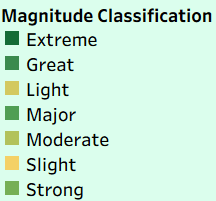 Magnitude Classification
Extreme
Great
Light
Major
Moderate
Slight
Strong